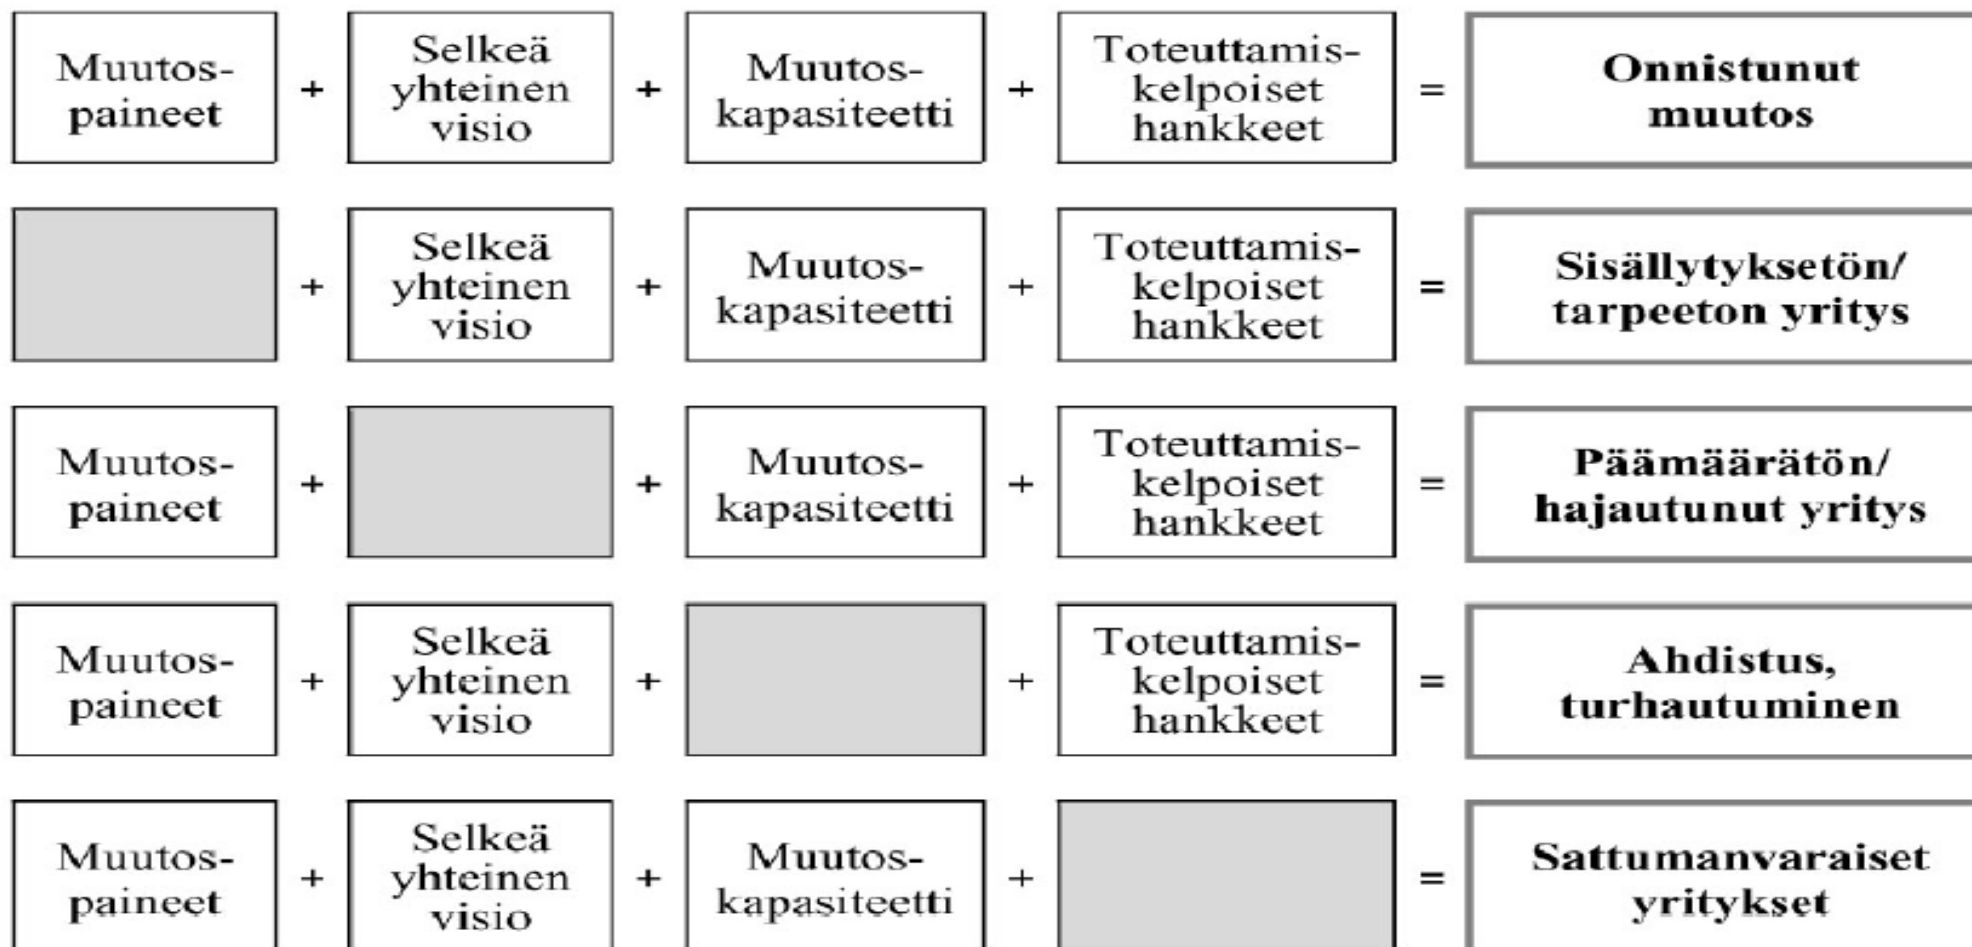 Muutos-
paineet
+
Selkeä
yhteinen
visio
+
Muutos-
kapasiteetti
+
Toteuttamis-
kelpoiset
hankkeet
=
Onnistunut
muutos
+
Selkeä
yhteinen
visio
+
Muutos-
kapasiteetti
+
Toteuttamis-
kelpoiset
hankkeet
=
Sisällytyksetön/
tarpeeton yritys
Muutos-
paineet
+
+
Muutos-
kapasiteetti
+
Toteuttamis-
kelpoiset
hankkeet
=
Päämäärätön/
hajautunut yritys
Muutos-
paineet
+
Selkeä
yhteinen
visio
+
+
Toteuttamis-
kelpoiset
hankkeet
=
Ahdistus,
turhautuminen
Muutos-
paineet
+
Selkeä
yhteinen
visio
+
Muutos-
kapasiteetti
+
=
Sattumanvaraiset
yritykset